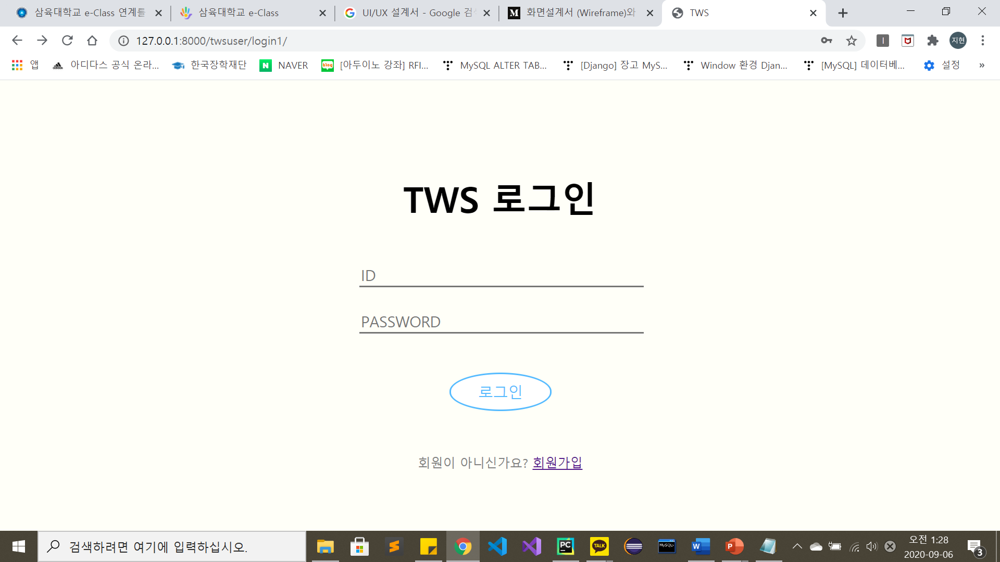 삼육대학교 e-Class 연계를
삼육대학교 e-Class
UI/UX 설계서 - Google 검색
화면설계서 (Wireframe)와
TWS
127.0.0.1:8000/twsuser/login1/
지현
앱
아디다스 공식 온라...
한국장학재단
NAVER
[아두이노 강좌] RFI...
MySQL ALTER TAB...
[Django] 장고 MyS...
Window 환경 Djan...
[MySQL] 데이터베...
설정
»
TWS 로그인
ID
PASSWORD
로그인
회원이 아니신가요? 회원가입
검색하려면 여기에 입력하십시오.
PC
TALK
MySQL>
W
P
오전 1:28
2020-09-06
3